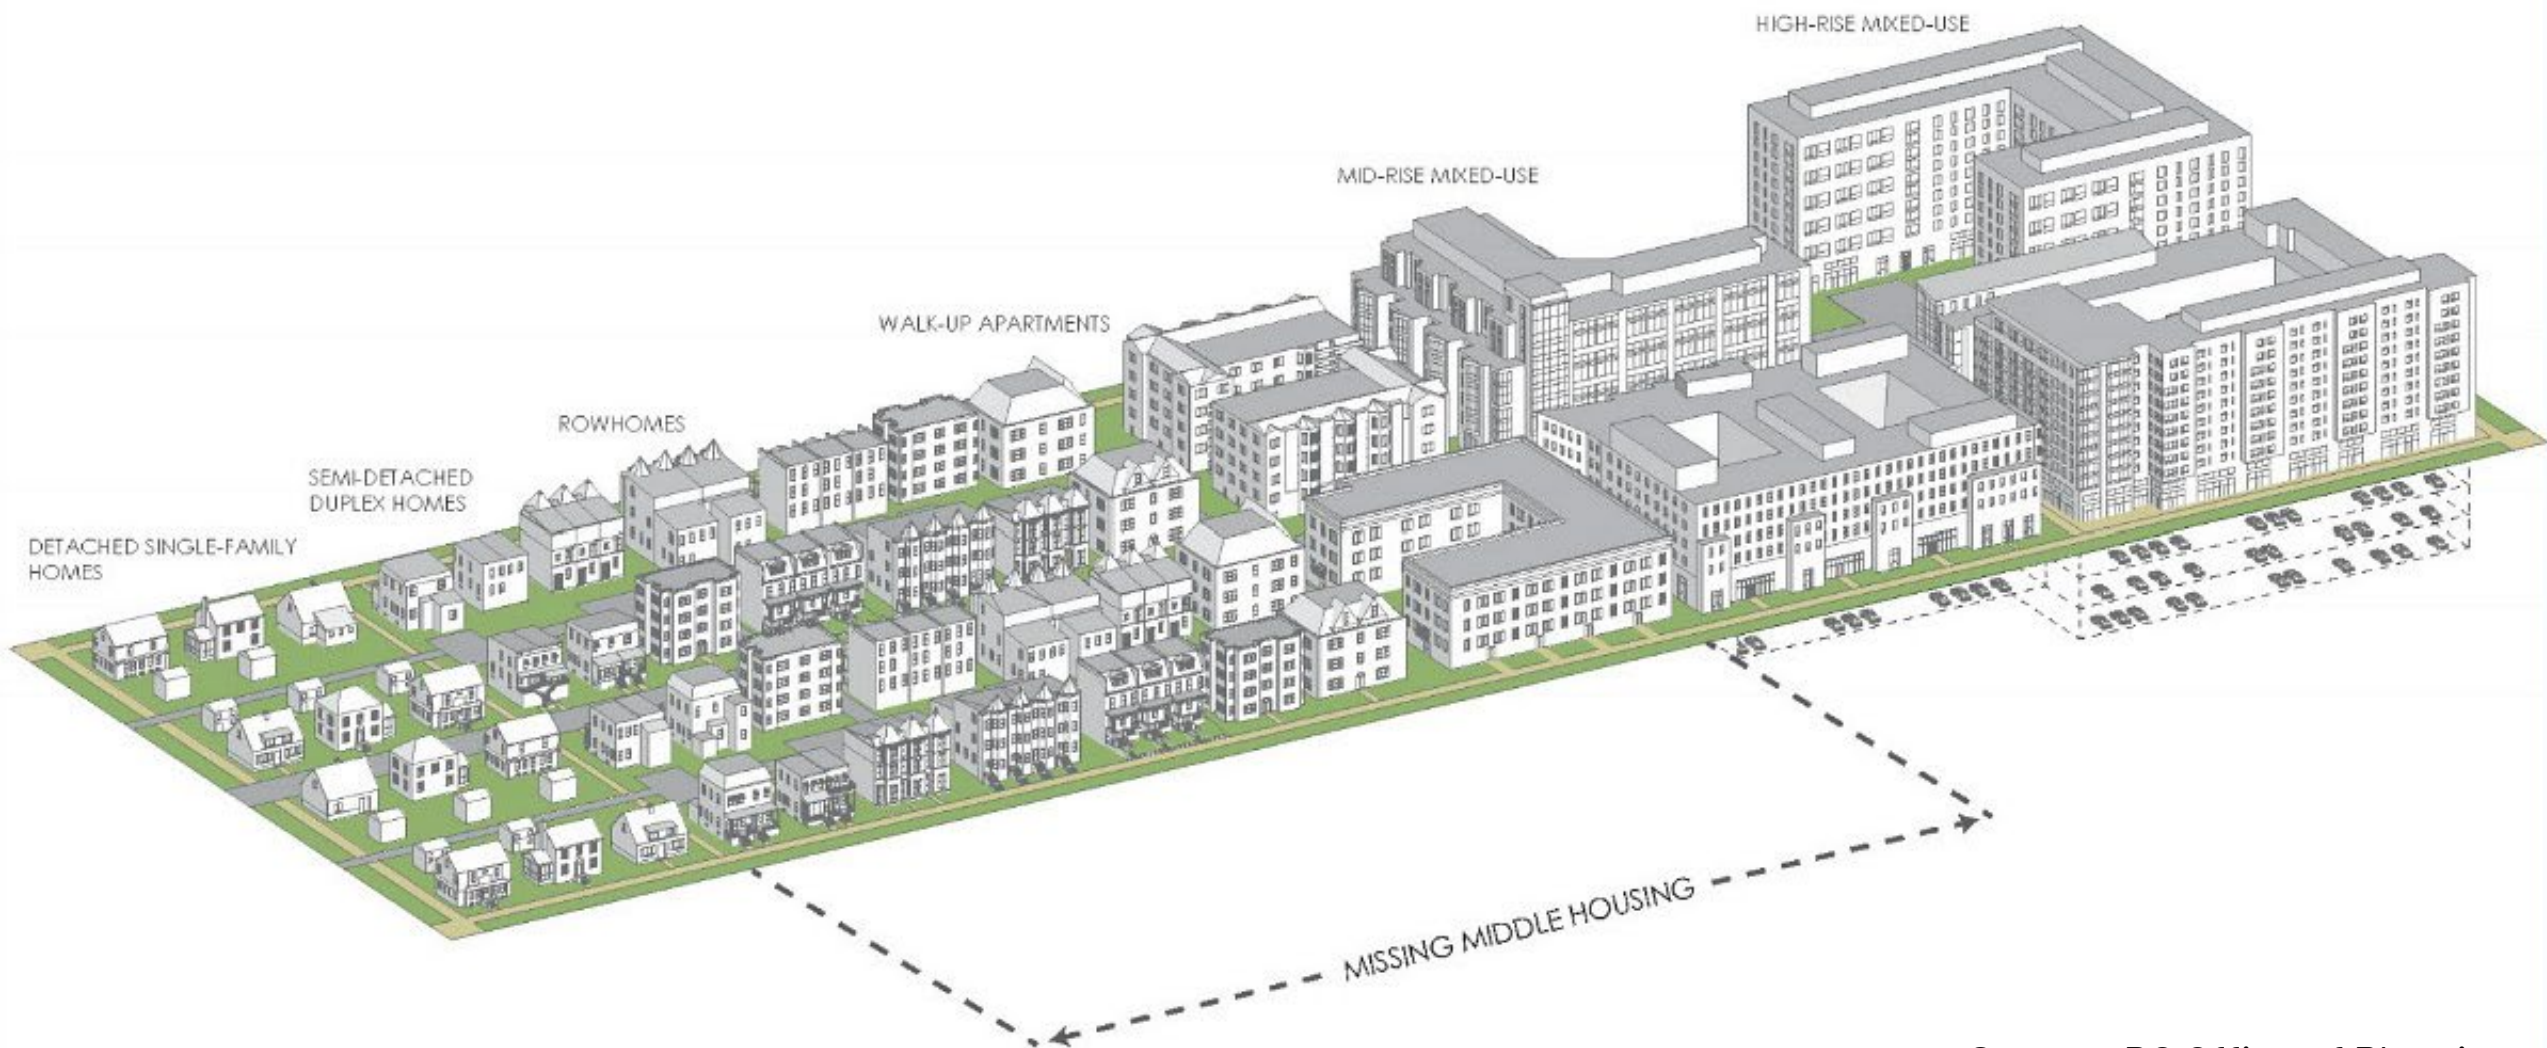 HIGH-RISE MIXED-USE
MID-RISE MIXED-USE
WALK-UP APARTMENTS
ROWHOMES
SEMI-DETACHED
DUPLEX HOMES
DETACHED SINGLE-FAMILY
HOMES
MISSING MIDDLE HOUSING